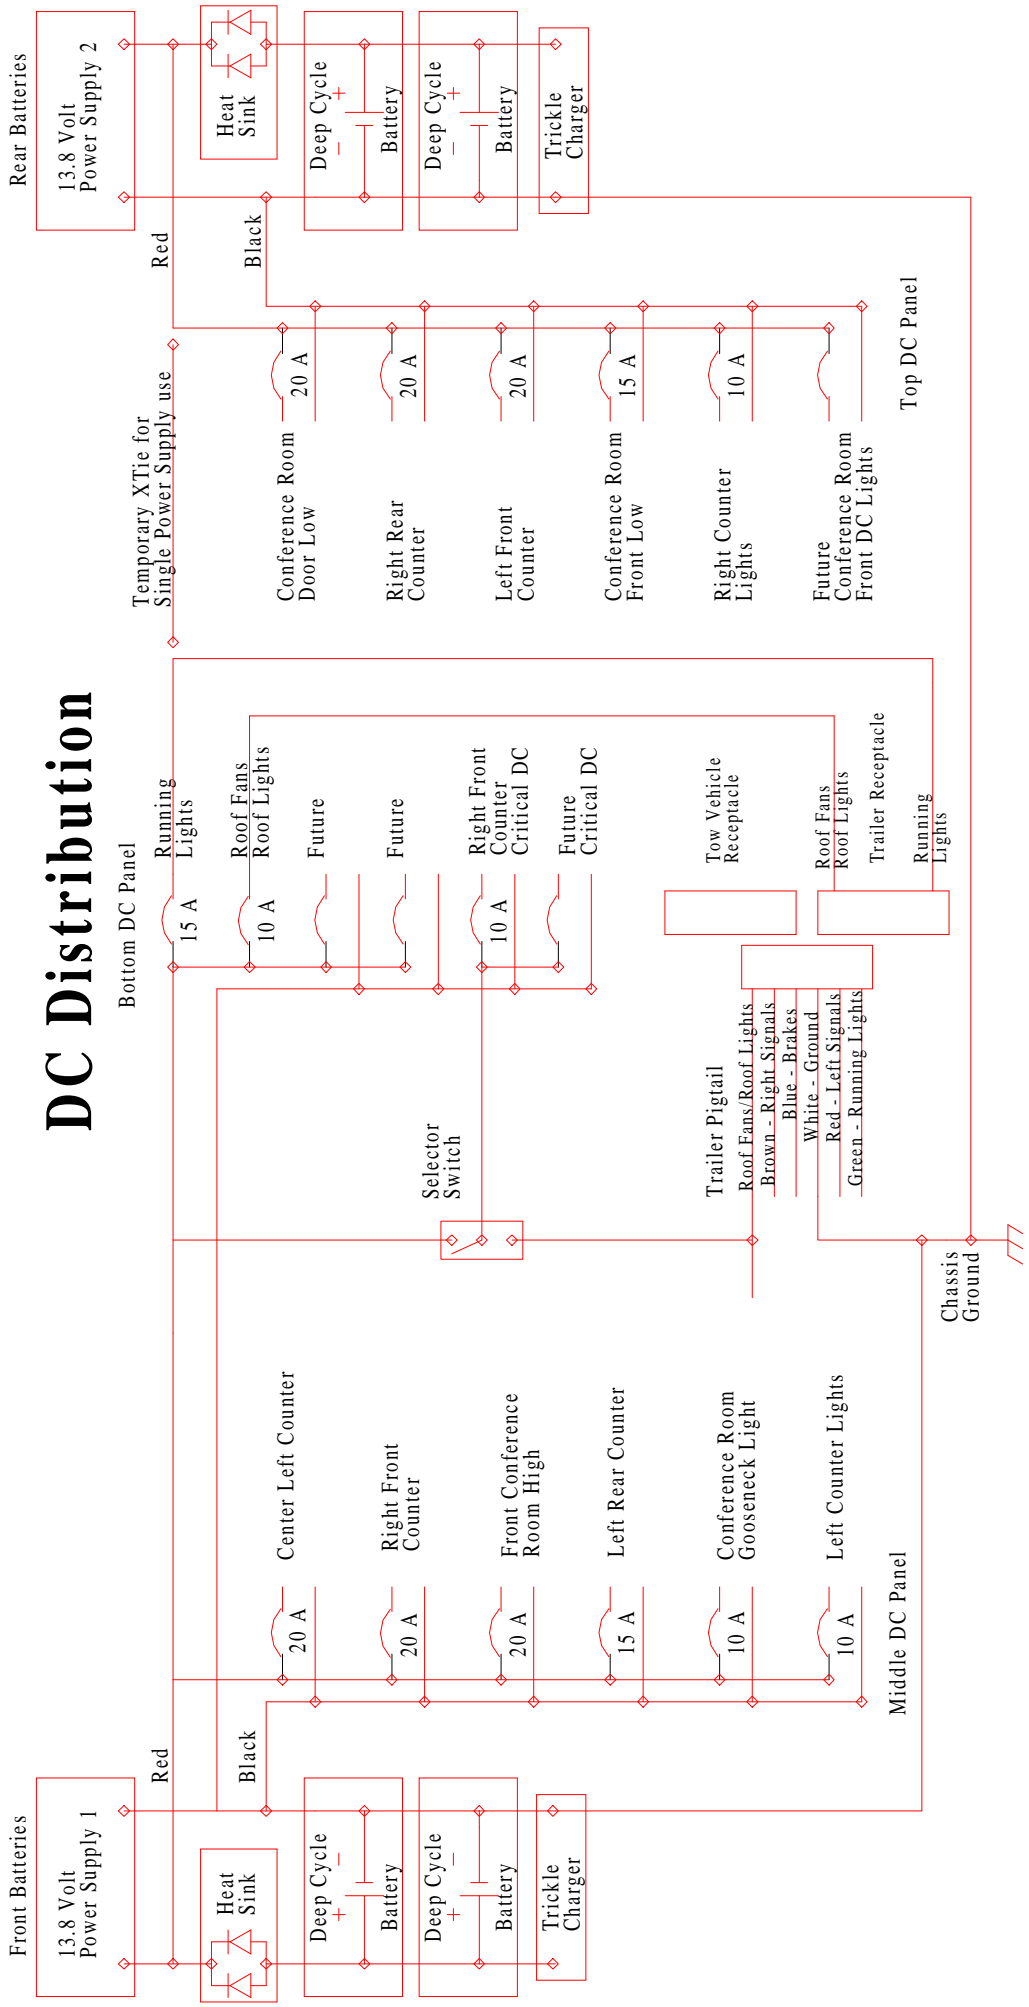 DC Distribution
Front Batteries
13.8 Volt
Power Supply 1
Red
Heat
Sink
Black
Deep Cycle
+ −
Battery
Deep Cycle
+ −
Battery
Trickle
Charger
Center Left Counter
20 A
Right Front
Counter
20 A
Front Conference
Room High
20 A
Left Rear Counter
15 A
Conference Room
Gooseneck Light
10 A
Left Counter Lights
10 A
Middle DC Panel
Selector
Switch
Chassis
Ground
Trailer Pigtail
Roof Fans/Roof Lights
Brown - Right Signals
Blue - Brakes
White - Ground
Red - Left Signals
Green - Running Lights
Bottom DC Panel
Running
Lights
15 A
Roof Fans
Roof Lights
10 A
Future
Future
Right Front
Counter
Critical DC
10 A
Future
Critical DC
Tow Vehicle
Receptacle
Roof Fans
Roof Lights
Trailer Receptacle
Running
Lights
Temporary XTie for
Single Power Supply use
Conference Room
Door Low
20 A
Right Rear
Counter
20 A
Left Front
Counter
20 A
Conference Room
Front Low
15 A
Right Counter
Lights
10 A
Future
Conference Room
Front DC Lights
Top DC Panel
Rear Batteries
13.8 Volt
Power Supply 2
Red
Heat
Sink
Black
Deep Cycle
− +
Battery
Deep Cycle
− +
Battery
Trickle
Charger